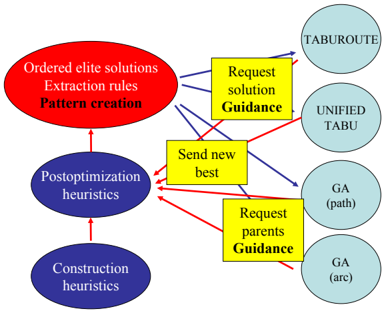 TABUROUTE
Ordered elite solutions
Extraction rules
Pattern creation
Request
solution
Guidance
UNIFIED
TABU
Send new
best
Postoptimization
heuristics
GA
(path)
Request
parents
Guidance
Construction
heuristics
GA
(arc)